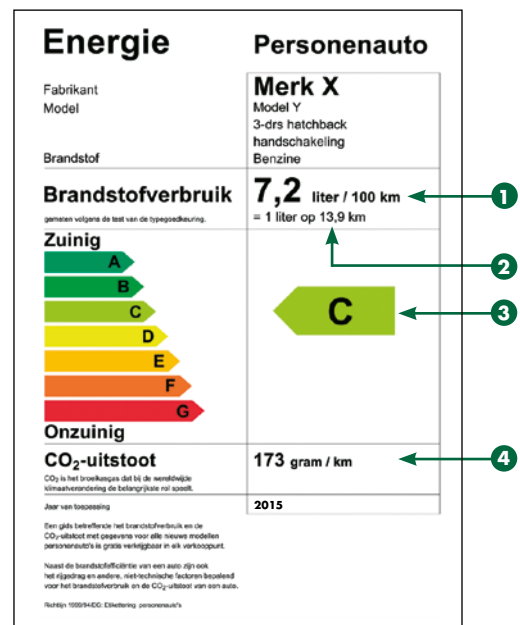 Energie Personenauto
Fabrikant Merk X
Model Model Y
3-drs hatchback
handschakeling
Brandstof Benzine
Brandstofverbruik 7,2 liter / 100 km 1
gemeten volgens de test van de typegoedkeuring. = 1 liter op 13,9 km
Zuinig
A 2
B
C C 3
D
E
F
G
Onzuinig
CO₂-uitstoot 173 gram / km 4
CO₂ is het broeikasgas dat bij de wereldwijde
klimaatverandering de belangrijkste rol speelt.
Jaar van toepassing 2015
Een gids betreffende het brandstofverbruik en de
CO₂-uitstoot met gegevens voor alle nieuwe modellen
personenauto's is gratis verkrijgbaar in elk verkooppunt.
Naast de brandstofefficiëntie van een auto zijn ook
het rijgedrag en andere, niet-technische factoren bepalend
voor het brandstofverbruik en de CO₂-uitstoot van een auto.
Richtlijn 1999/94/EG: Etikettering personenauto's